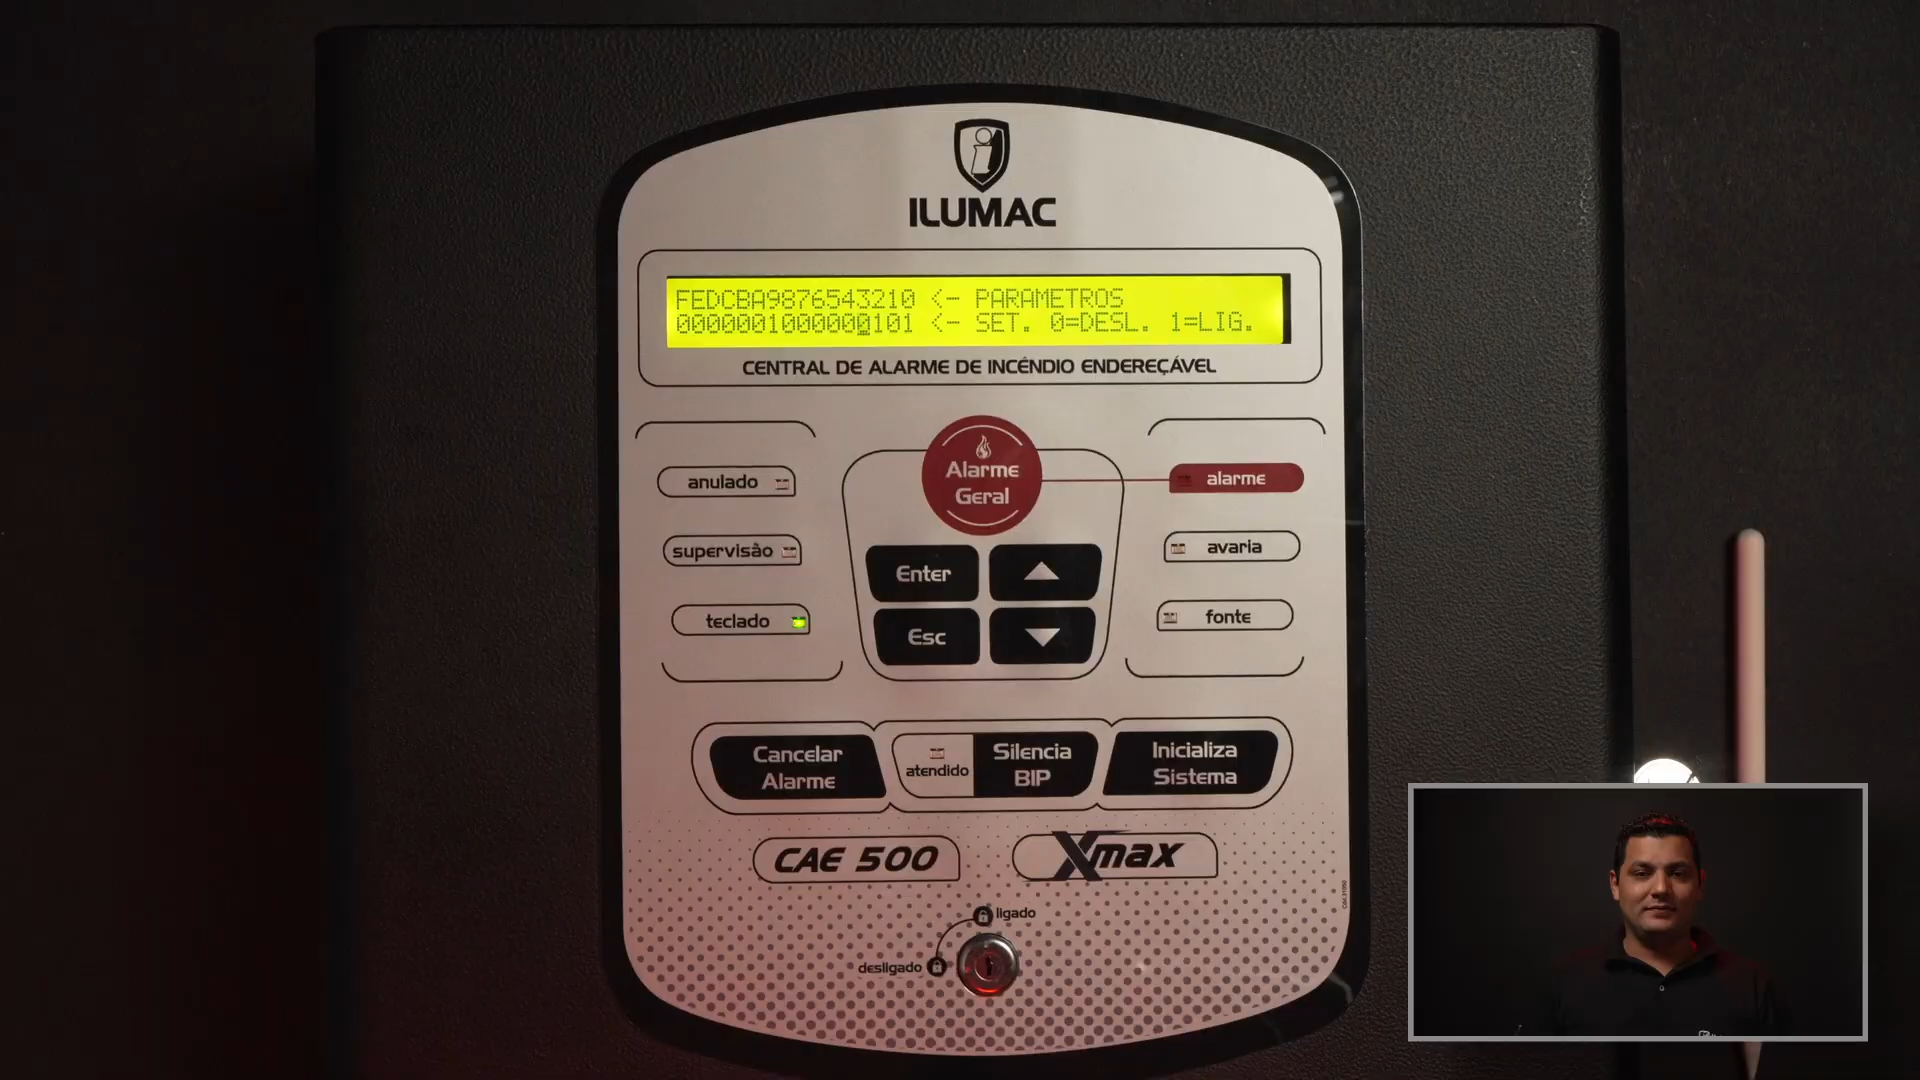 ILUMAC
FEDCBA9876543210 <- PARAMETROS
0000001000000101 <- SET. 0=DESL. 1=LIG.
CENTRAL DE ALARME DE INCÊNDIO ENDEREÇÁVEL
anulado
Alarme
Geral
alarme
supervisão
Enter
avaria
teclado
Esc
fonte
Cancelar
Alarme
atendido
Silencia
BIP
Inicializa
Sistema
CAE 500
Xmax
ligado
desligado